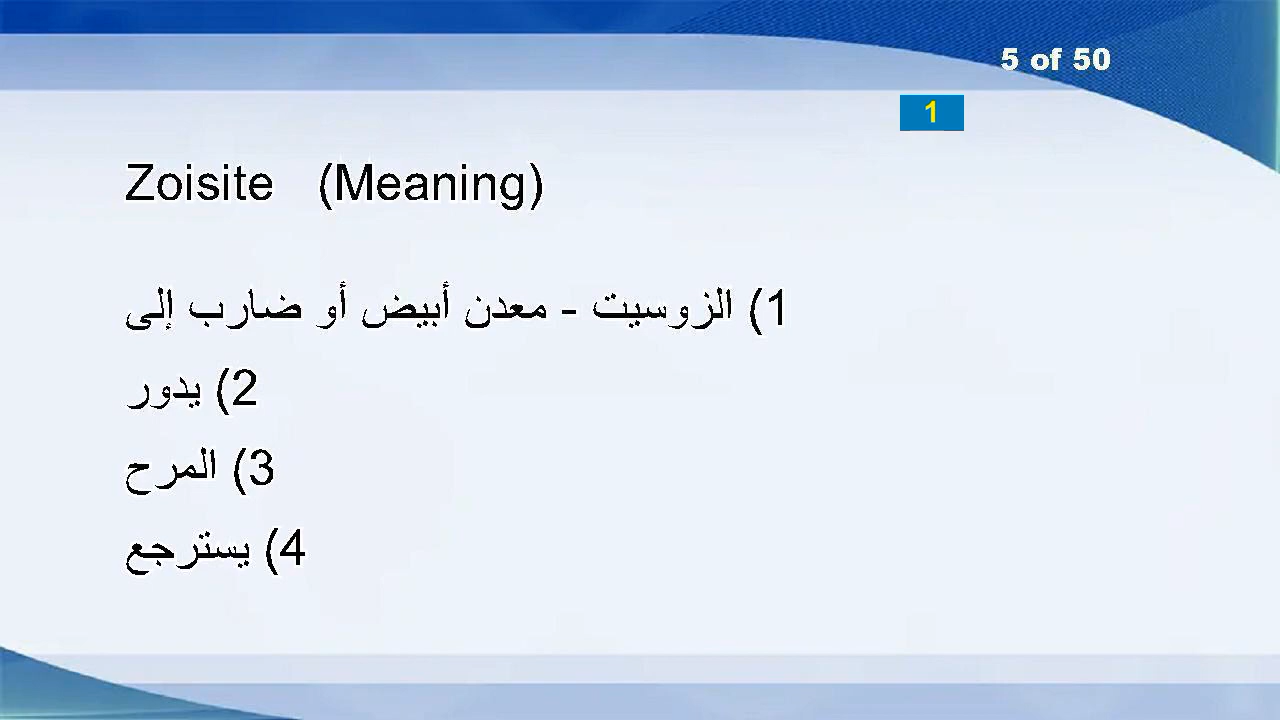 5 of 50
1
Zoisite (Meaning)
1) الزوسيت - معدن أبيض أو ضارب إلى
2) يدور
3) المرح
4) يسترجع